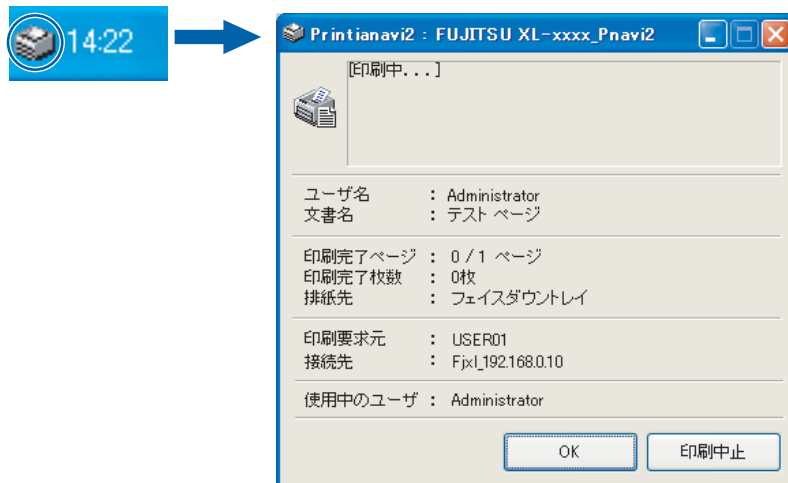 14:22
Printianavi2 : FUJITSU XL-xxxx_Pnavi2
[印刷中...]
ユーザ名 : Administrator
文書名 : テスト ページ
印刷完了ページ : 0 / 1 ページ
印刷完了枚数 : 0枚
排紙先 : フェイスダウントレイ
印刷要求元 : USER01
接続先 : Fjxl_192.168.0.10
使用中のユーザ : Administrator
OK 印刷中止